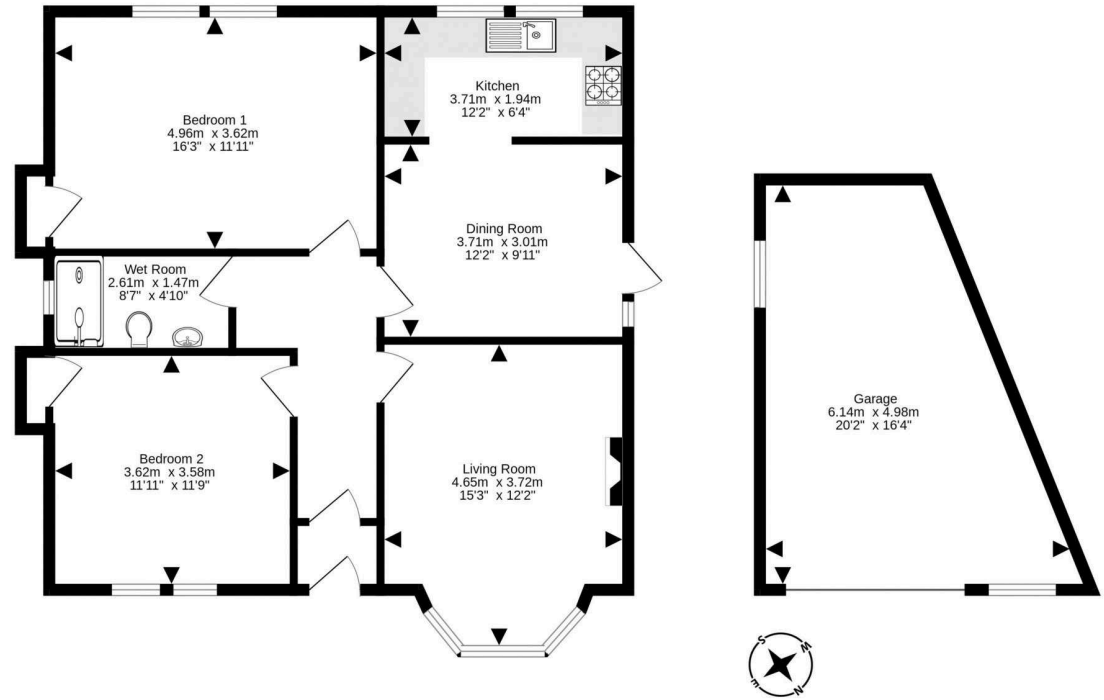 Bedroom 1
4.96m x 3.62m
16'3" x 11'11"
Kitchen
3.71m x 1.94m
12'2" x 6'4"
Dining Room
3.71m x 3.01m
12'2" x 9'11"
Wet Room
2.61m x 1.47m
8'7" x 4'10"
Bedroom 2
3.62m x 3.58m
11'11" x 11'9"
Living Room
4.65m x 3.72m
15'3" x 12'2"
Garage
6.14m x 4.98m
20'2" x 16'4"
S
W
E
N